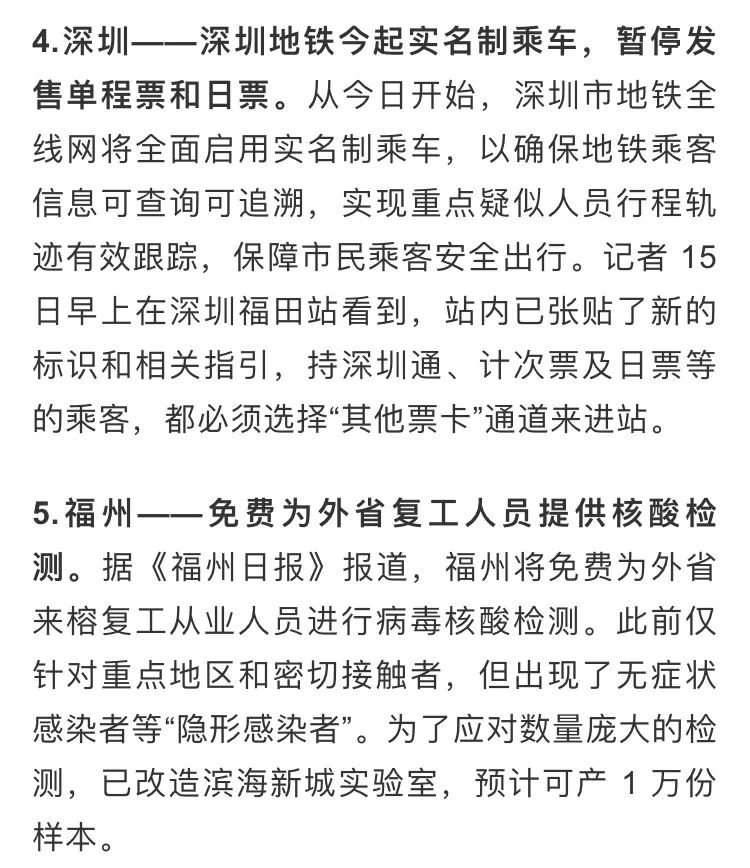 4.深圳——深圳地铁今起实名制乘车，暂停发
售单程票和日票。从今日开始，深圳市地铁全
线网将全面启用实名制乘车，以确保地铁乘客
信息可查询可追溯，实现重点疑似人员行程轨
迹有效跟踪，保障市民乘客安全出行。记者 15
日早上在深圳福田站看到，站内已张贴了新的
标识和相关指引，持深圳通、计次票及日票等
的乘客，都必须选择“其他票卡”通道来进站。
5.福州——免费为外省复工人员提供核酸检
测。据《福州日报》报道，福州将免费为外省
来榕复工从业人员进行病毒核酸检测。此前仅
针对重点地区和密切接触者，但出现了无症状
感染者等“隐形感染者”。为了应对数量庞大的检
测，已改造滨海新城实验室，预计可产 1 万份
样本。